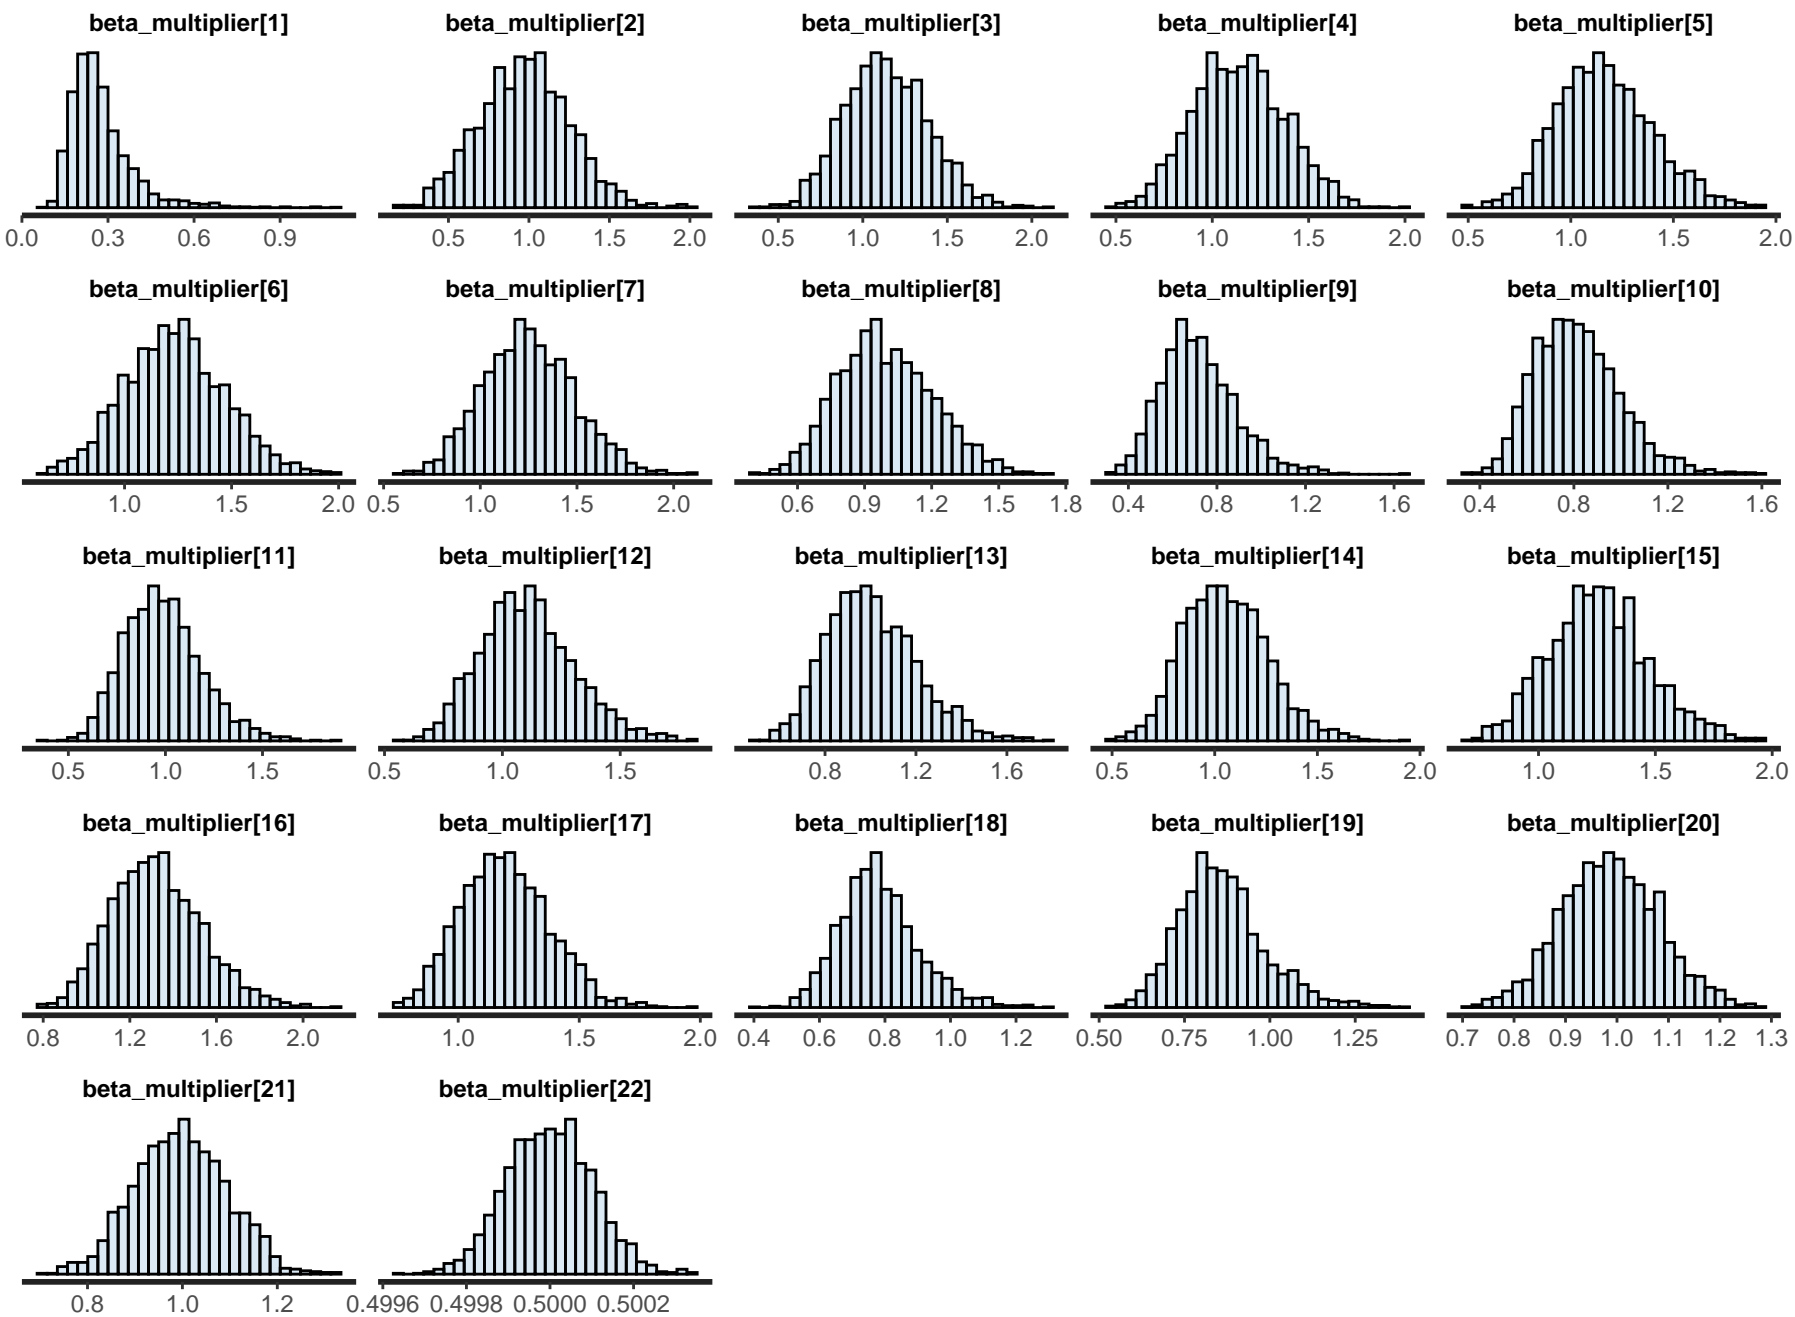 beta_multiplier[1] beta_multiplier[2] beta_multiplier[3] beta_multiplier[4] beta_multiplier[5]
0.0 0.3 0.6 0.9 0.5 1.0 1.5 2.0 0.5 1.0 1.5 2.0 0.5 1.0 1.5 2.0 0.5 1.0 1.5 2.0
beta_multiplier[6] beta_multiplier[7] beta_multiplier[8] beta_multiplier[9] beta_multiplier[10]
1.0 1.5 2.0 0.5 1.0 1.5 2.0 0.6 0.9 1.2 1.5 1.8 0.4 0.8 1.2 1.6 0.4 0.8 1.2 1.6
beta_multiplier[11] beta_multiplier[12] beta_multiplier[13] beta_multiplier[14] beta_multiplier[15]
0.5 1.0 1.5 0.5 1.0 1.5 0.8 1.2 1.6 0.5 1.0 1.5 2.0 1.0 1.5 2.0
beta_multiplier[16] beta_multiplier[17] beta_multiplier[18] beta_multiplier[19] beta_multiplier[20]
0.8 1.2 1.6 2.0 1.0 1.5 2.0 0.4 0.6 0.8 1.0 1.2 0.50 0.75 1.00 1.25 0.7 0.8 0.9 1.0 1.1 1.2 1.3
beta_multiplier[21] beta_multiplier[22]
0.8 1.0 1.2 0.4996 0.4998 0.5000 0.5002